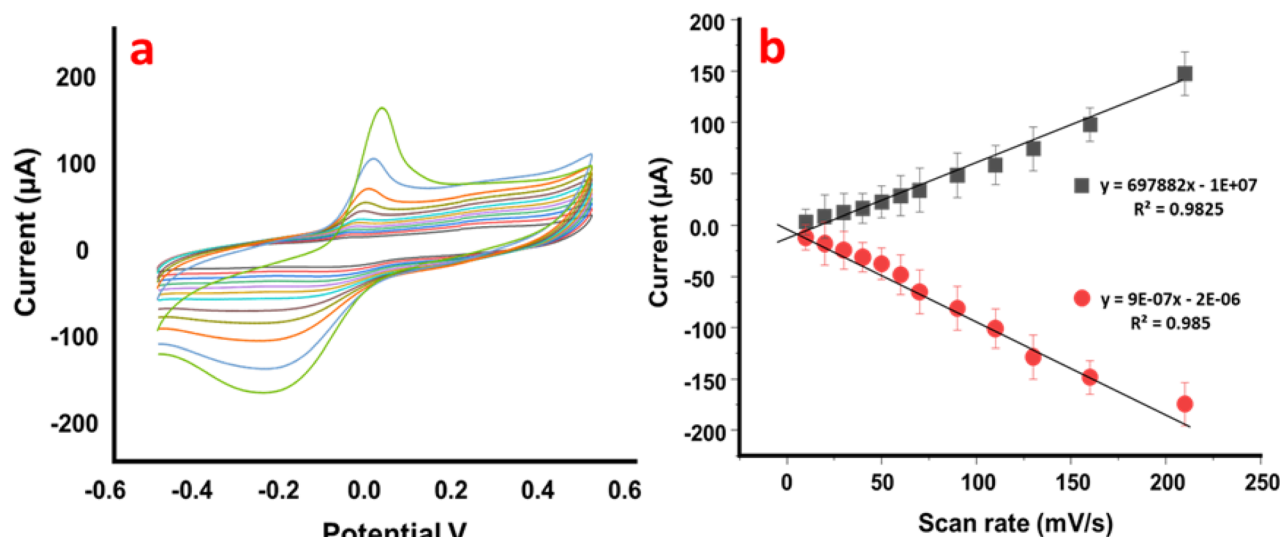 a
200
100
0
-100
-200
Current (µA)
-0.6
-0.4
-0.2
0.0
0.2
0.4
0.6
Potential V
b
200
150
100
50
0.0
-50
-100
-150
-200
Current (µA)
y = 697882x - 1E+07
R² = 0.9825
y = 9E-07x - 2E-06
R² = 0.985
0
50
100
150
200
250
Scan rate (mV/s)